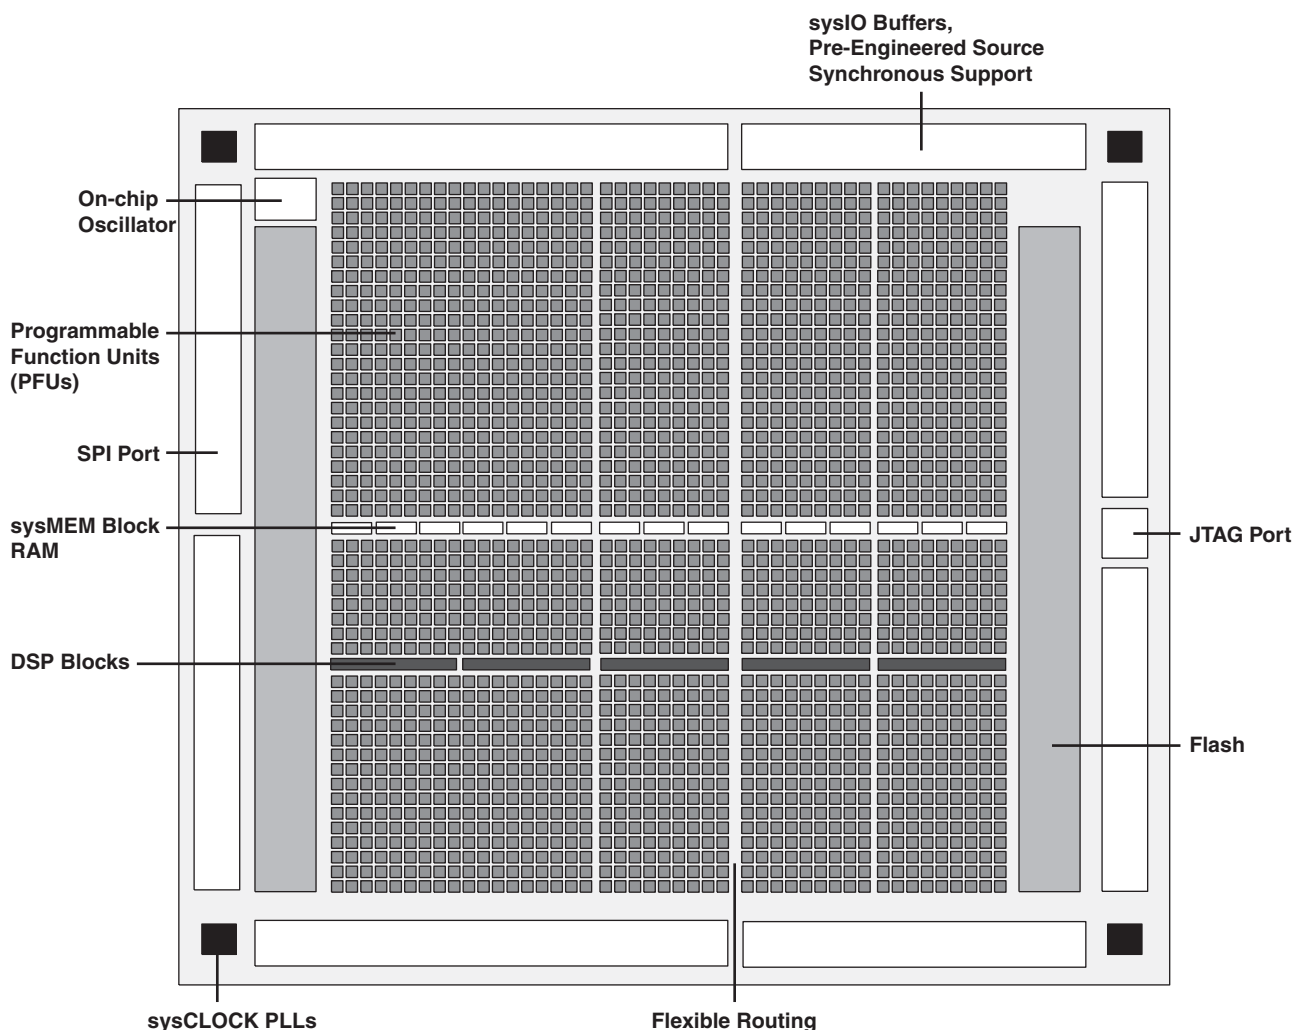 sysIO Buffers,
Pre-Engineered Source
Synchronous Support
On-chip
Oscillator
Programmable
Function Units
(PFUs)
SPI Port
sysMEM Block
RAM
JTAG Port
DSP Blocks
Flash
sysCLOCK PLLs
Flexible Routing